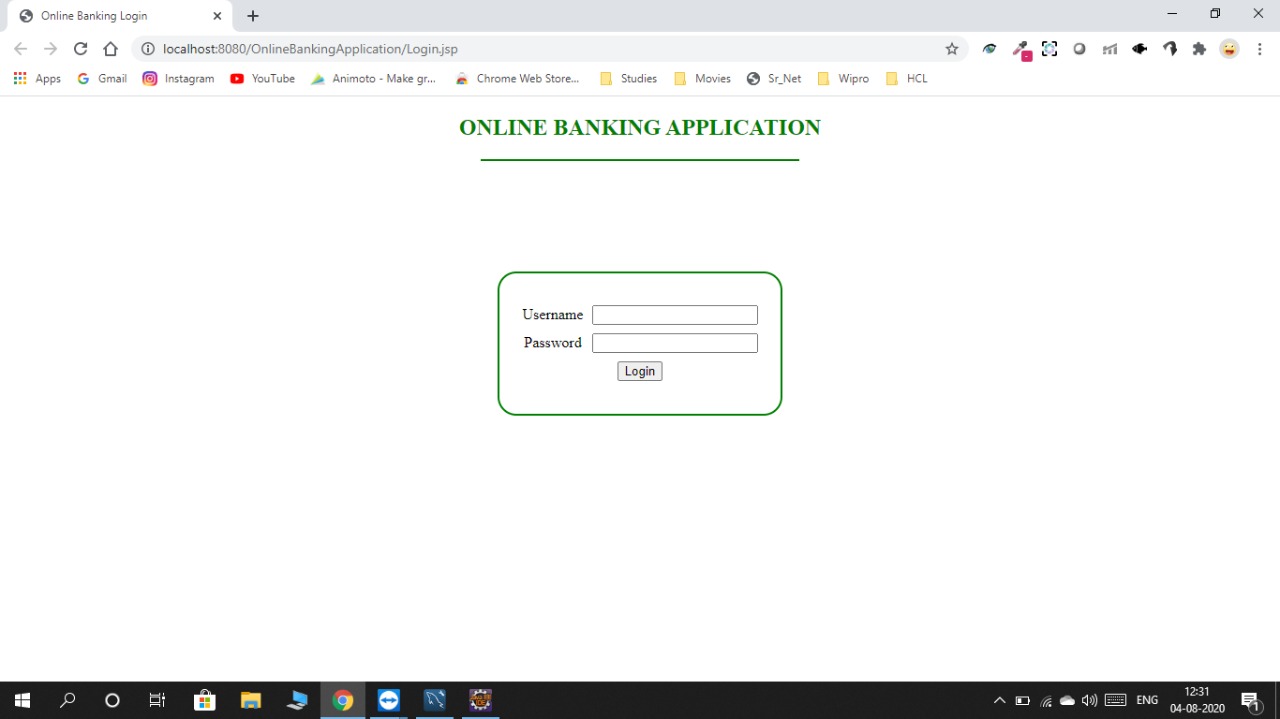 Online Banking Login
localhost:8080/OnlineBankingApplication/Login.jsp
Apps Gmail Instagram YouTube Animoto - Make gr... Chrome Web Store... Studies Movies Sr_Net Wipro HCL
ONLINE BANKING APPLICATION
Username
Password
Login
ENG
12:31
04-08-2020
1